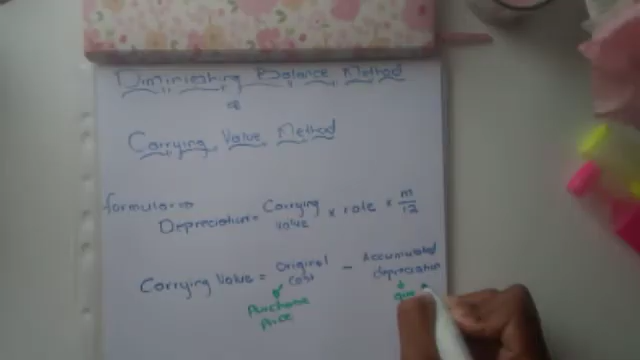 Diminishing Balance Method
or
Carrying Value Method
formular⇒
Depreciation = Carrying value × rate × m/12
Carrying Value = Original cost − Accumulated depreciation
Purchase
Price